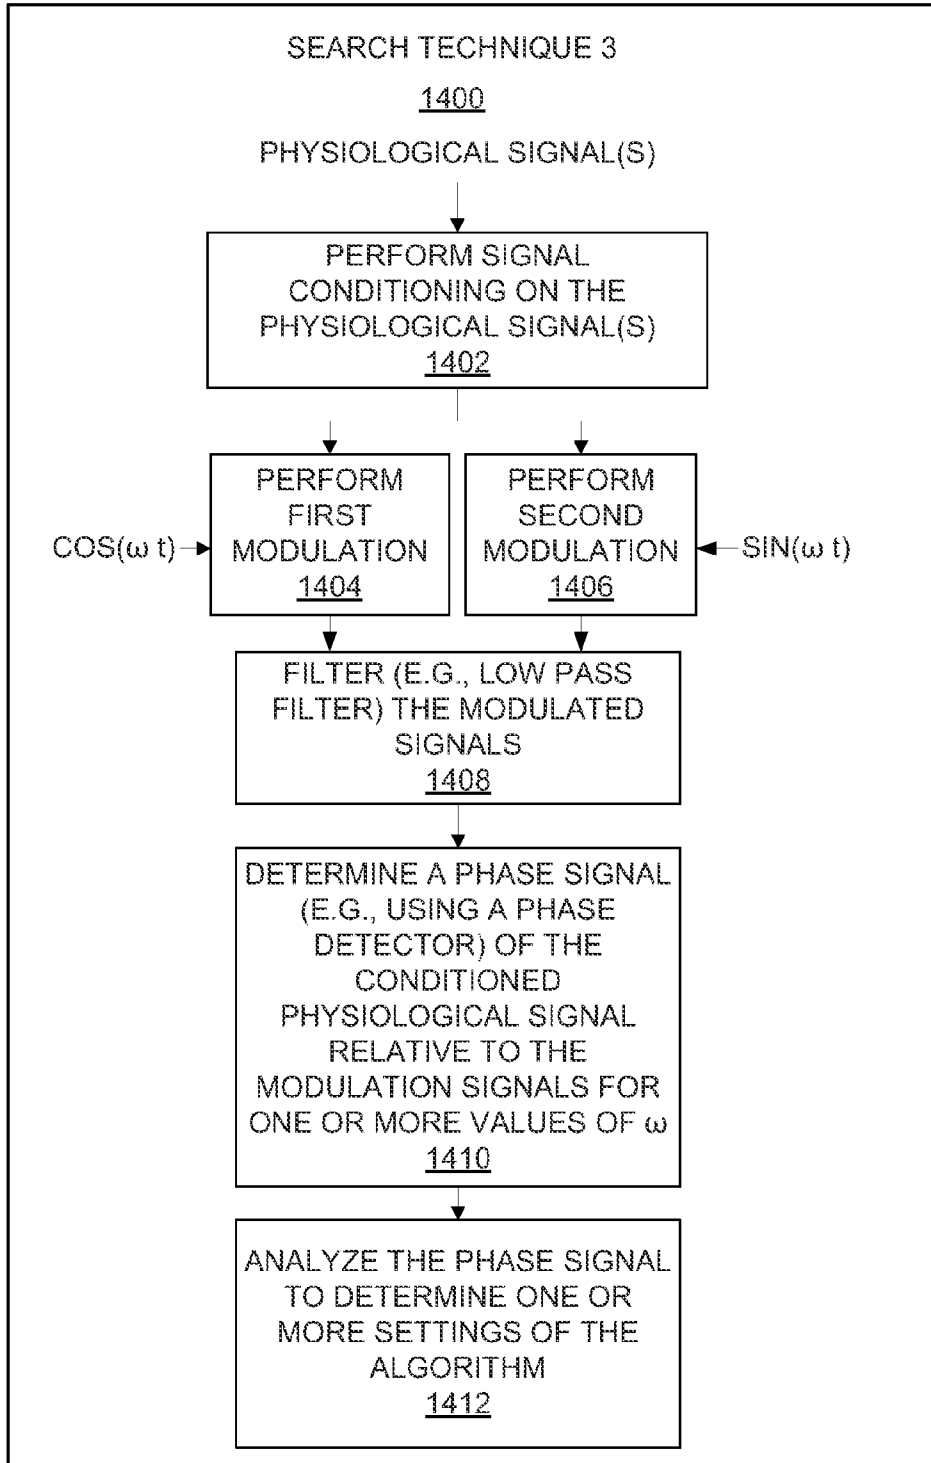 SEARCH TECHNIQUE 3
1400
PHYSIOLOGICAL SIGNAL(S)
PERFORM SIGNAL
CONDITIONING ON THE
PHYSIOLOGICAL SIGNAL(S)
1402
PERFORM
FIRST
MODULATION
1404
COS(ω t)
PERFORM
SECOND
MODULATION
1406
SIN(ω t)
FILTER (E.G., LOW PASS
FILTER) THE MODULATED
SIGNALS
1408
DETERMINE A PHASE SIGNAL
(E.G., USING A PHASE
DETECTOR) OF THE
CONDITIONED
PHYSIOLOGICAL SIGNAL
RELATIVE TO THE
MODULATION SIGNALS FOR
ONE OR MORE VALUES OF ω
1410
ANALYZE THE PHASE SIGNAL
TO DETERMINE ONE OR
MORE SETTINGS OF THE
ALGORITHM
1412